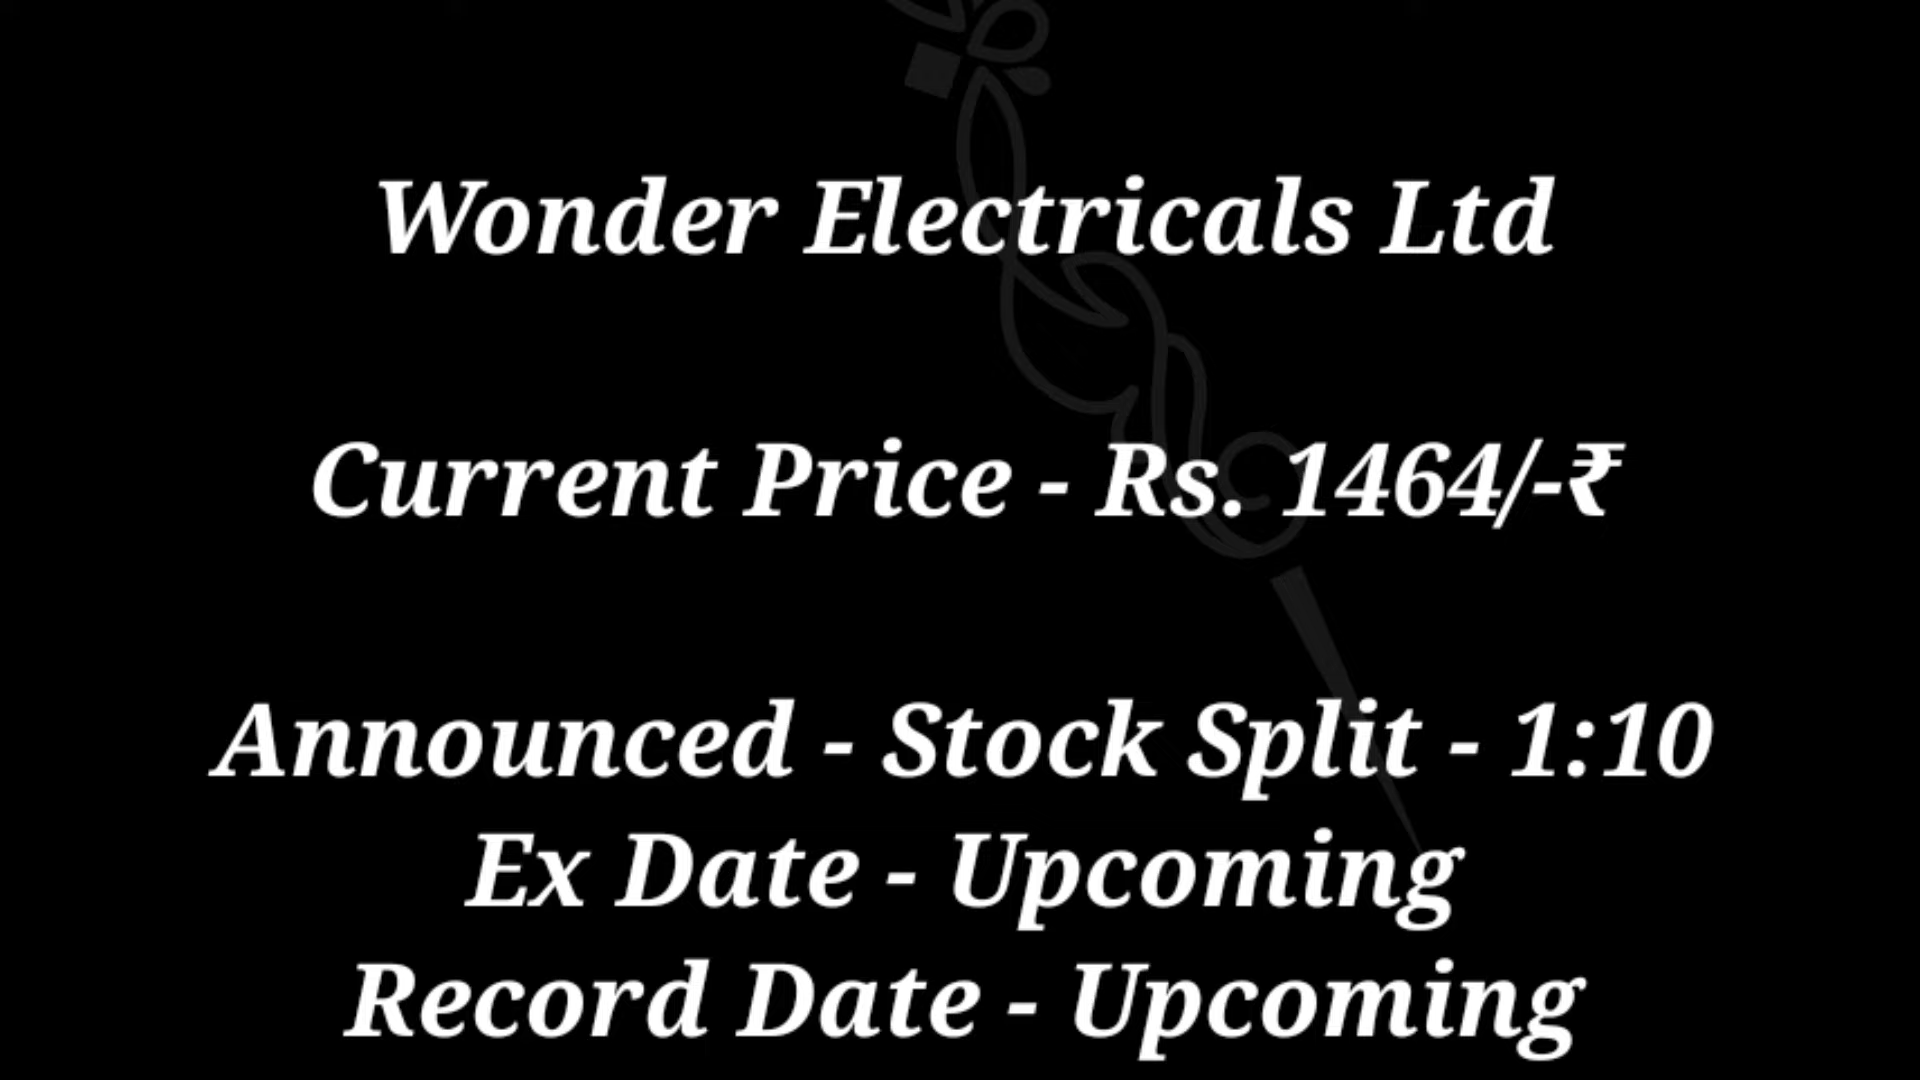 Wonder Electricals Ltd
Current Price - Rs. 1464/-₹
Announced - Stock Split - 1:10
Ex Date - Upcoming
Record Date - Upcoming